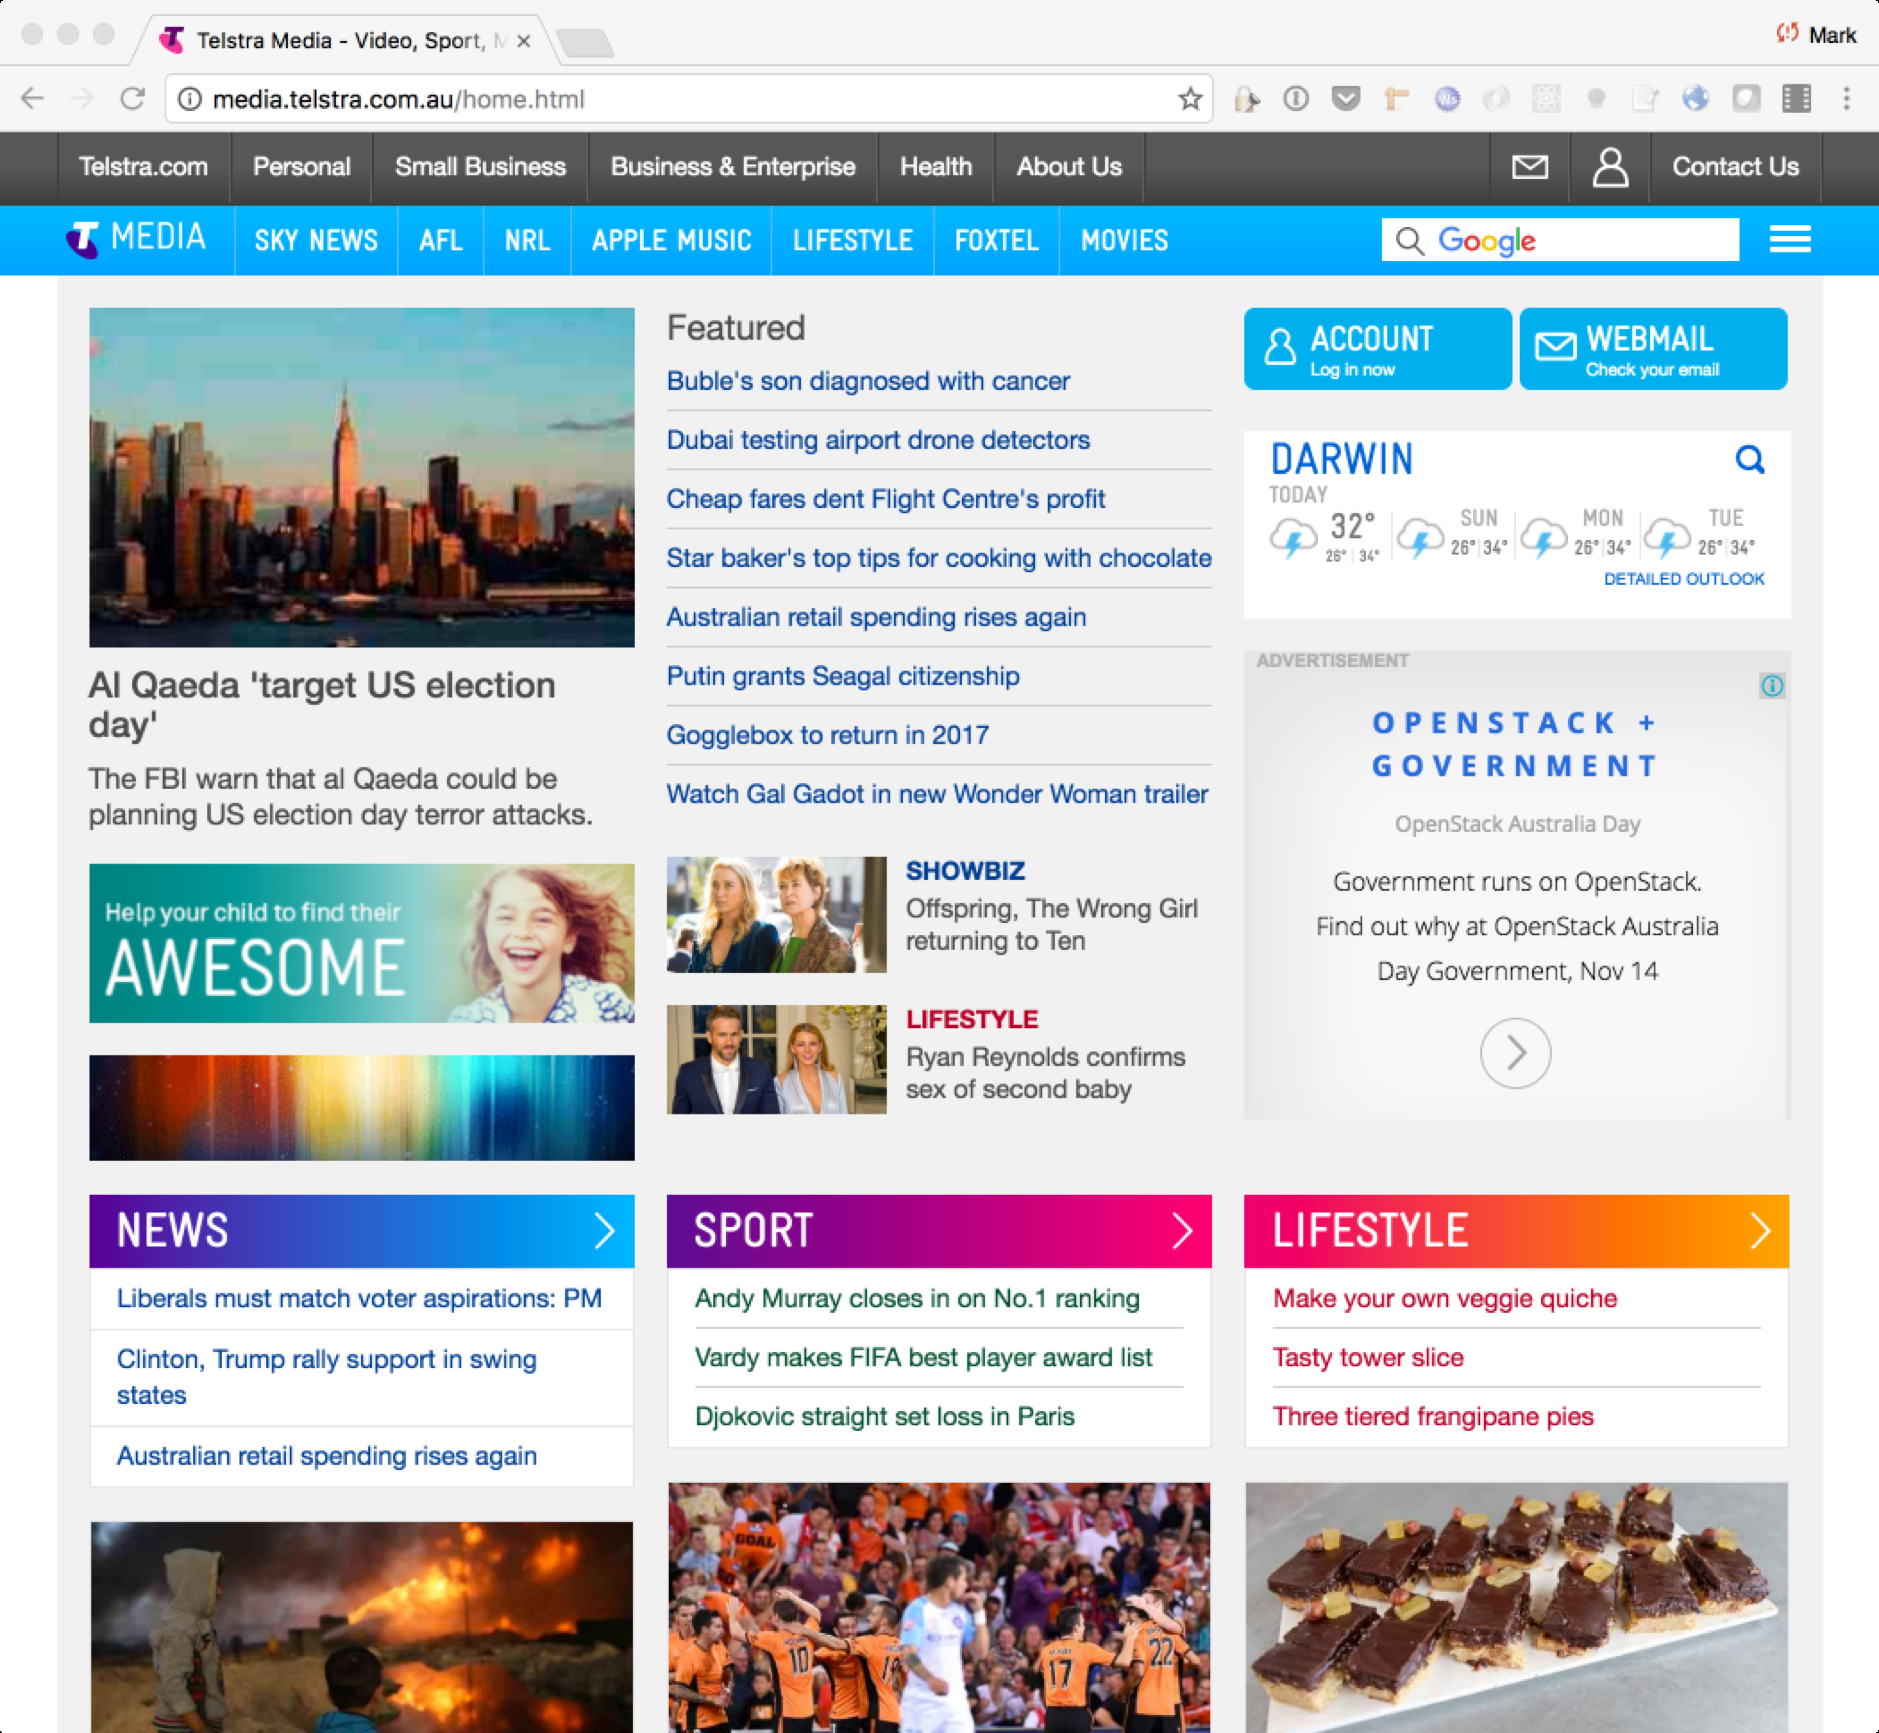 Telstra Media - Video, Sport, M
Mark
media.telstra.com.au/home.html
Telstra.com
Personal
Small Business
Business & Enterprise
Health
About Us
Contact Us
T MEDIA
SKY NEWS
AFL
NRL
APPLE MUSIC
LIFESTYLE
FOXTEL
MOVIES
Google
Al Qaeda 'target US election
day'
The FBI warn that al Qaeda could be
planning US election day terror attacks.
Help your child to find their
AWESOME
Featured
Buble's son diagnosed with cancer
Dubai testing airport drone detectors
Cheap fares dent Flight Centre's profit
Star baker's top tips for cooking with chocolate
Australian retail spending rises again
Putin grants Seagal citizenship
Gogglebox to return in 2017
Watch Gal Gadot in new Wonder Woman trailer
SHOWBIZ
Offspring, The Wrong Girl
returning to Ten
LIFESTYLE
Ryan Reynolds confirms
sex of second baby
ACCOUNT
Log in now
WEBMAIL
Check your email
DARWIN
TODAY
32°
26° | 34°
SUN
26° | 34°
MON
26° | 34°
TUE
26° | 34°
DETAILED OUTLOOK
ADVERTISEMENT
OPENSTACK +
GOVERNMENT
OpenStack Australia Day
Government runs on OpenStack.
Find out why at OpenStack Australia
Day Government, Nov 14
NEWS
Liberals must match voter aspirations: PM
Clinton, Trump rally support in swing
states
Australian retail spending rises again
SPORT
Andy Murray closes in on No.1 ranking
Vardy makes FIFA best player award list
Djokovic straight set loss in Paris
LIFESTYLE
Make your own veggie quiche
Tasty tower slice
Three tiered frangipane pies
GOAL
10
17
22